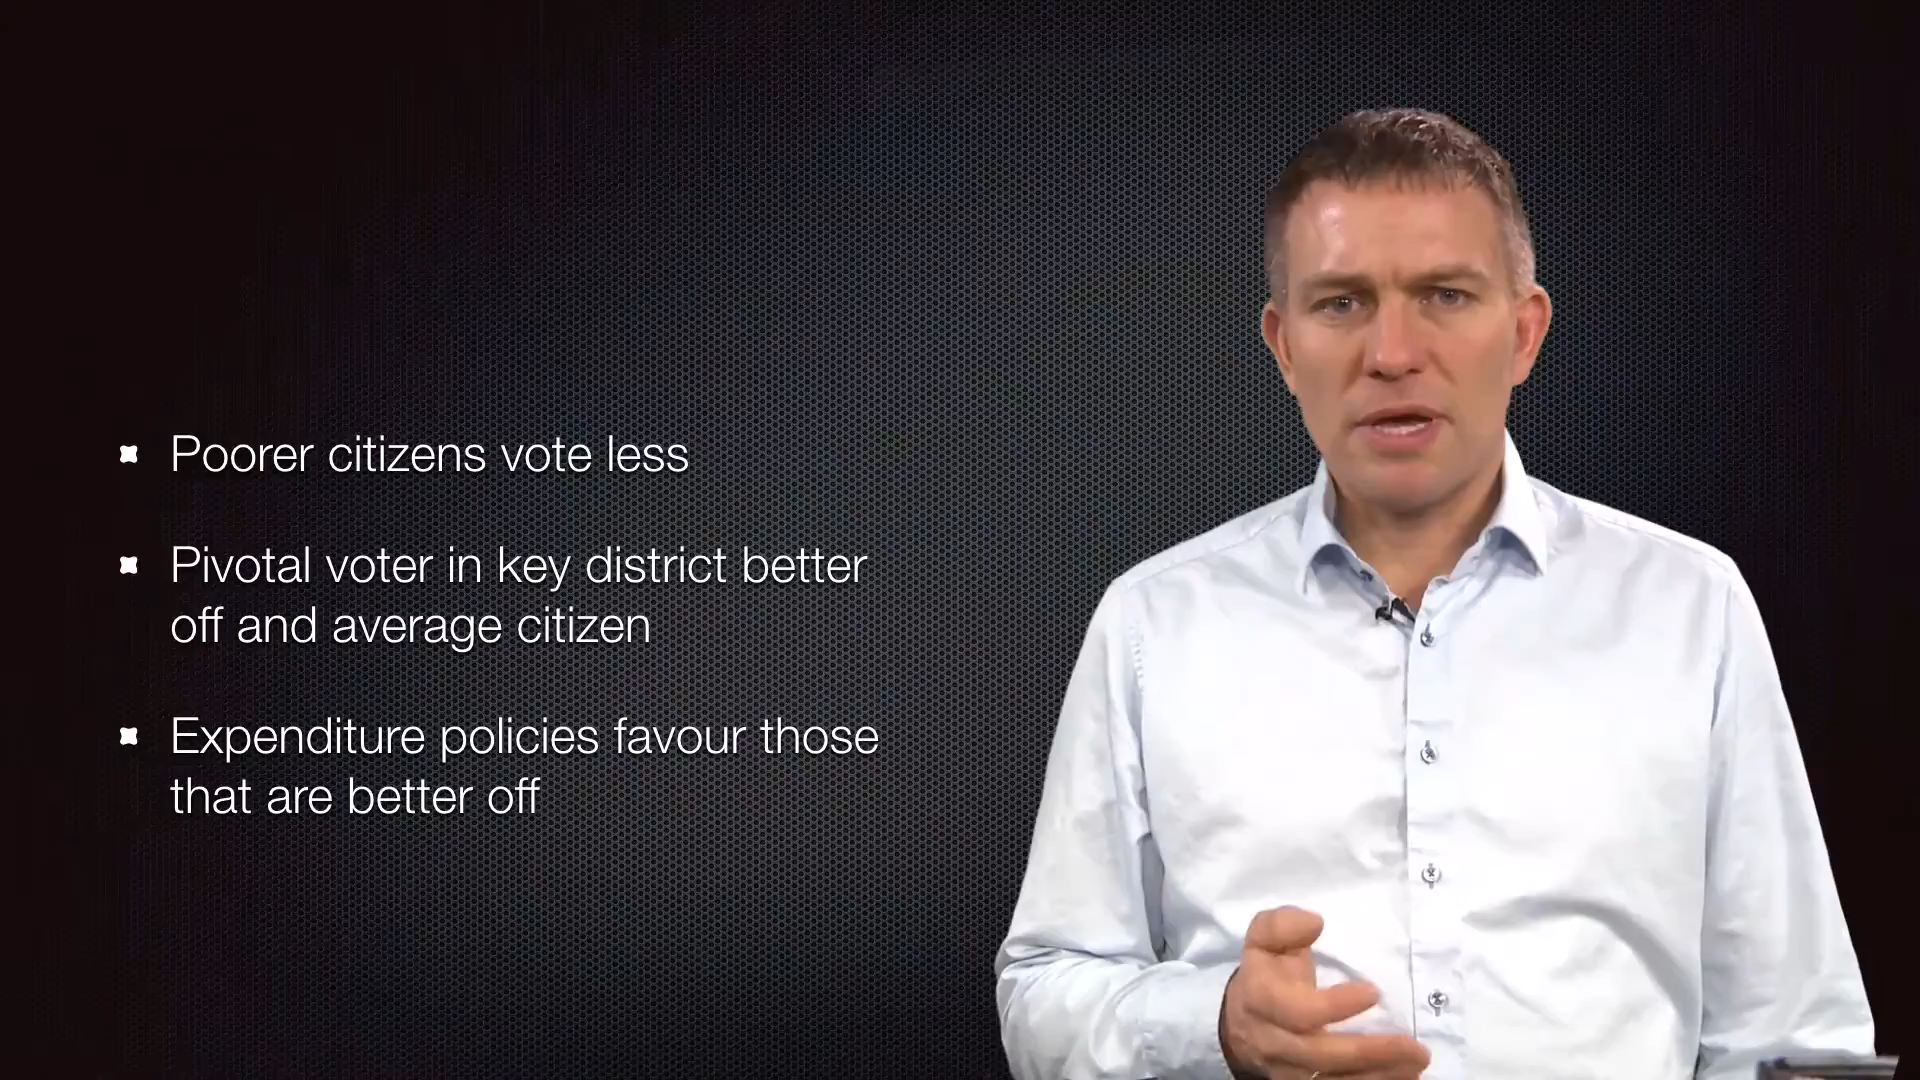 Poorer citizens vote less
Pivotal voter in key district better
off and average citizen
Expenditure policies favour those
that are better off